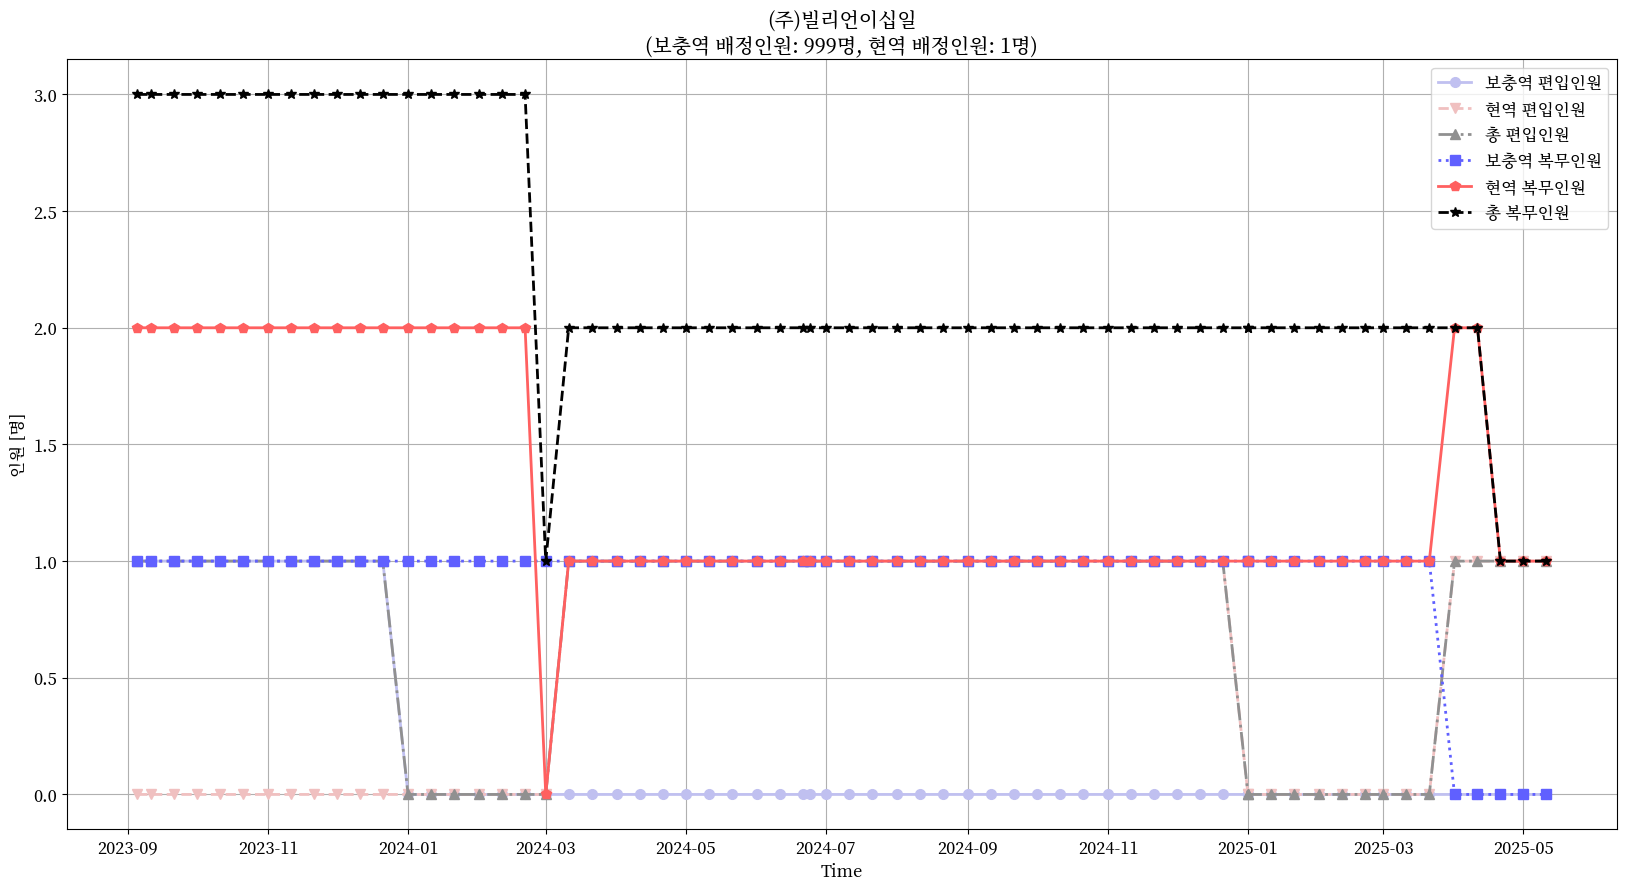 (주)빌리언이십일
(보충역 배정인원: 999명, 현역 배정인원: 1명)
보충역 편입인원
현역 편입인원
총 편입인원
보충역 복무인원
현역 복무인원
총 복무인원
인원 [명]
3.0
2.5
2.0
1.5
1.0
0.5
0.0
2023-09 2023-11 2024-01 2024-03 2024-05 2024-07 2024-09 2024-11 2025-01 2025-03 2025-05
Time